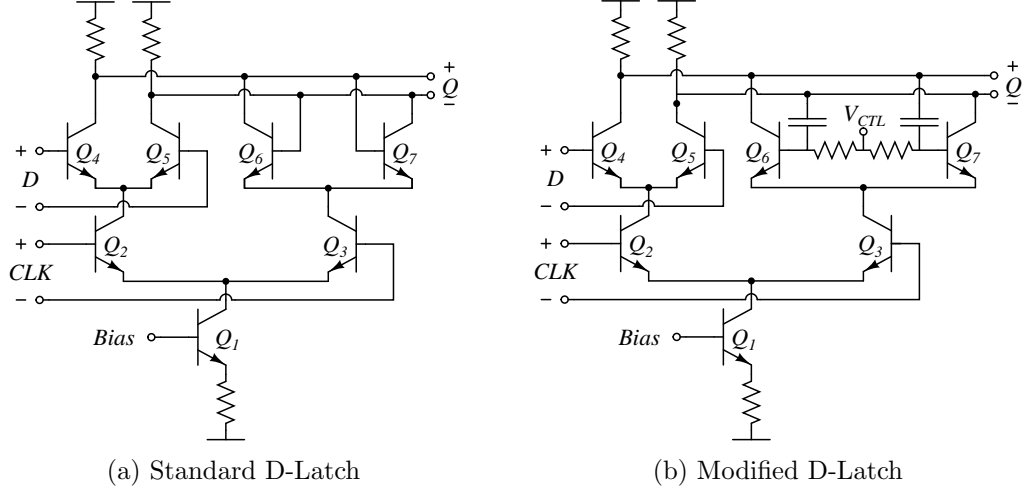 +
Q
−
+
Q
−
V_CTL
+
D
−
Q4
Q5
Q6
Q7
+
D
−
Q4
Q5
Q6
Q7
+
CLK
−
Q2
Q3
+
CLK
−
Q2
Q3
Bias
Q1
Bias
Q1
(a) Standard D-Latch
(b) Modified D-Latch